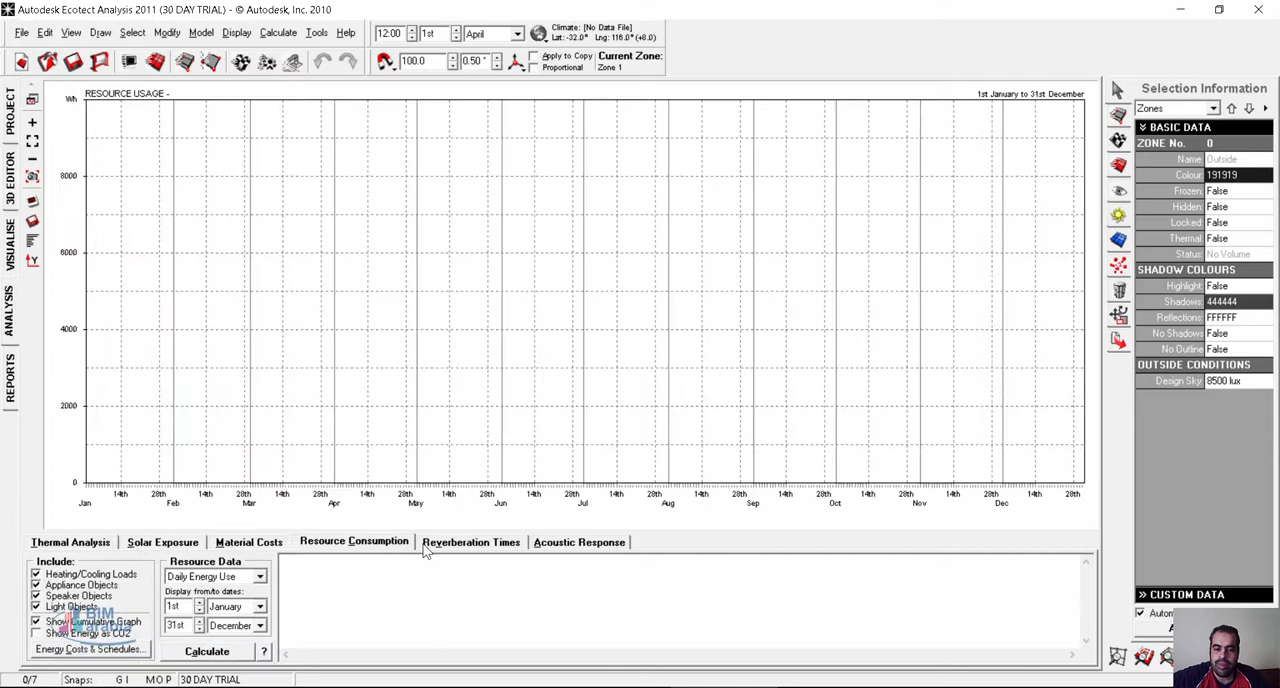 Autodesk Ecotect Analysis 2011 (30 DAY TRIAL) - © Autodesk, Inc. 2010
File Edit View Draw Select Modify Model Display Calculate Tools Help
12:00 1st April
Climate: [No Data File]
Lat: -32.0° Lng: 116.0° (+8.0)
100.0 0.50 °
Apply to Copy
Proportional
Current Zone:
Zone 1
PROJECT
3D EDITOR
VISUALISE
ANALYSIS
REPORTS
RESOURCE USAGE -
1st January to 31st December
Wh
8000
6000
4000
2000
0
14th 28th 14th 28th 14th 28th 14th 28th 14th 28th 14th 28th 14th 28th 14th 28th 14th 28th 14th 28th 14th 28th 14th 28th
Jan Feb Mar Apr May Jun Jul Aug Sep Oct Nov Dec
Thermal Analysis Solar Exposure Material Costs Resource Consumption Reverberation Times Acoustic Response
Include:
Heating/Cooling Loads
Appliance Objects
Speaker Objects
Light Objects
Show Cumulative Graph
Show Energy as CO2
Energy Costs & Schedules...
BIM
arabia
Resource Data
Daily Energy Use
Display from/to dates:
1st January
31st December
Calculate ?
Selection Information
Zones
BASIC DATA
ZONE No. 0
Name: Outside
Colour: 191919
Frozen: False
Hidden: False
Locked: False
Thermal: False
Status: No Volume
SHADOW COLOURS
Highlight: False
Shadows: 444444
Reflections: FFFFFF
No Shadows False
No Outline False
OUTSIDE CONDITIONS
Design Sky: 8500 lux
CUSTOM DATA
0/7 Snaps: G I M O P 30 DAY TRIAL